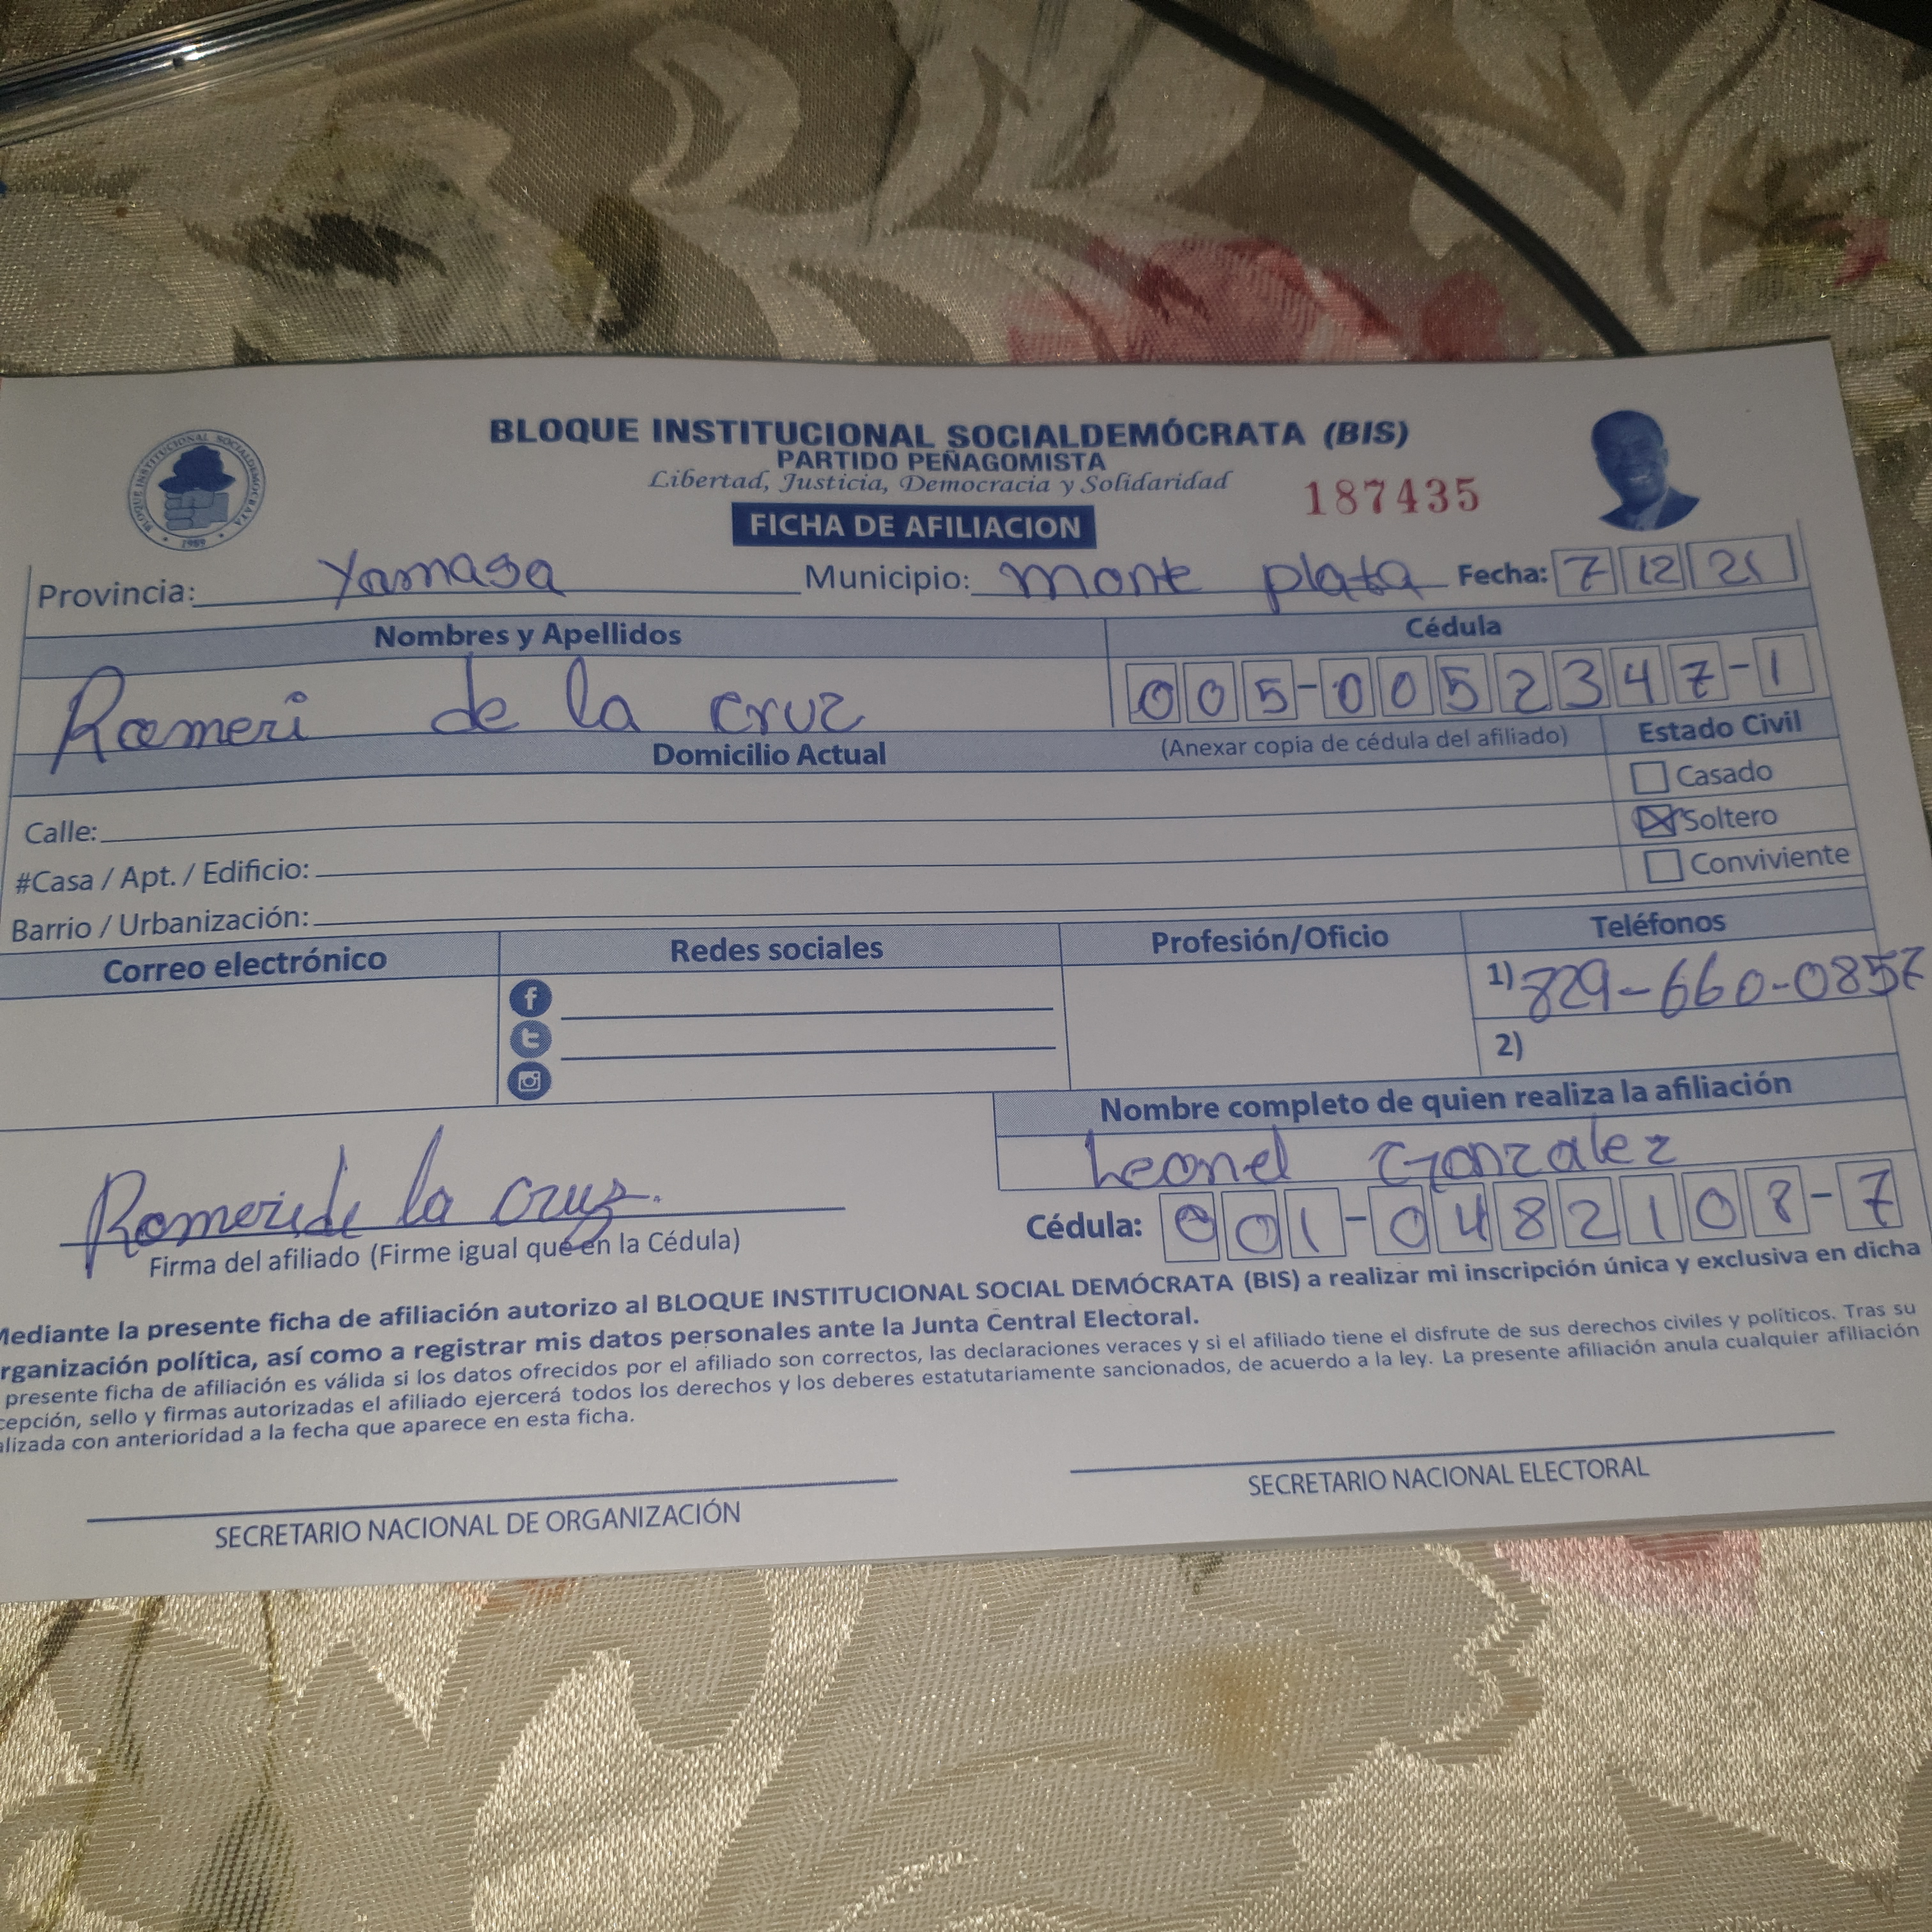 BLOQUE INSTITUCIONAL SOCIALDEMÓCRATA (BIS)
PARTIDO PEÑAGOMISTA
Libertad, Justicia, Democracia y Solidaridad
187435
FICHA DE AFILIACION
BLOQUE INSTITUCIONAL SOCIALDEMOCRATA
1989
Provincia: Yamasa Municipio: monte plata Fecha: 7 12 21
Nombres y Apellidos Cédula
Rameri de la cruz 005-0052347-1
Domicilio Actual (Anexar copia de cédula del afiliado) Estado Civil
Casado
Calle: Soltero
#Casa / Apt. / Edificio: Conviviente
Barrio / Urbanización:
Correo electrónico Redes sociales Profesión/Oficio Teléfonos
1) 829-660-0857
2)
Nombre completo de quien realiza la afiliación
Leonel Gonzalez
Rameri de la cruz.
Firma del afiliado (Firme igual que en la Cédula) Cédula: 001-0482108-7
Mediante la presente ficha de afiliación autorizo al BLOQUE INSTITUCIONAL SOCIAL DEMÓCRATA (BIS) a realizar mi inscripción única y exclusiva en dicha
rganización política, así como a registrar mis datos personales ante la Junta Central Electoral.
presente ficha de afiliación es válida si los datos ofrecidos por el afiliado son correctos, las declaraciones veraces y si el afiliado tiene el disfrute de sus derechos civiles y políticos. Tras su
cepción, sello y firmas autorizadas el afiliado ejercerá todos los derechos y los deberes estatutariamente sancionados, de acuerdo a la ley. La presente afiliación anula cualquier afiliación
alizada con anterioridad a la fecha que aparece en esta ficha.
SECRETARIO NACIONAL DE ORGANIZACIÓN SECRETARIO NACIONAL ELECTORAL